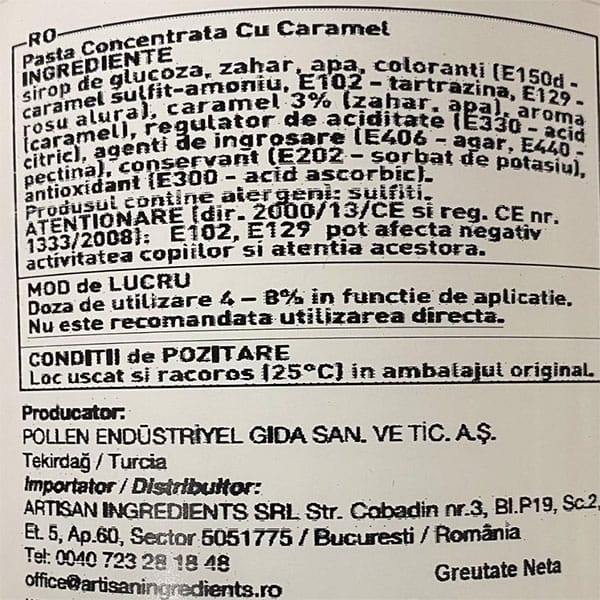 RO
Pasta Concentrata Cu Caramel
INGREDIENTE
sirop de glucoza, zahar, apa, coloranti (E150d -
caramel sulfit-amoniu, E102 - tartrazina, E129 -
rosu alura), caramel 3% (zahar, apa), aroma
(caramel), regulator de aciditate (E330 - acid
citric), agenti de ingrosare (E406 - agar, E440 -
pectina), conservant (E202 - sorbat de potasiu),
antioxidant (E300 - acid ascorbic).
Produsul contine alergeni: sulfiti.
ATENTIONARE (dir. 2000/13/CE si reg. CE nr.
1333/2008): E102, E129 pot afecta negativ
activitatea copiilor si atentia acestora.
MOD de LUCRU
Doza de utilizare 4 - 8% in functie de aplicatie.
Nu este recomandata utilizarea directa.
CONDITII de POZITARE
Loc uscat si racoros (25°C) in ambalajul original.
Producator:
POLLEN ENDÜSTRIYEL GIDA SAN. VE TİC. A.Ş.
Tekirdağ / Turcia
Importator / Distribuitor:
ARTISAN INGREDIENTS SRL Str. Cobadin nr.3, Bl.P19, Sc.2,
Et. 5, Ap.60, Sector 5051775 / Bucuresti / România
Tel: 0040 723 28 18 48
office@artisaningredients.ro
Greutate Neta